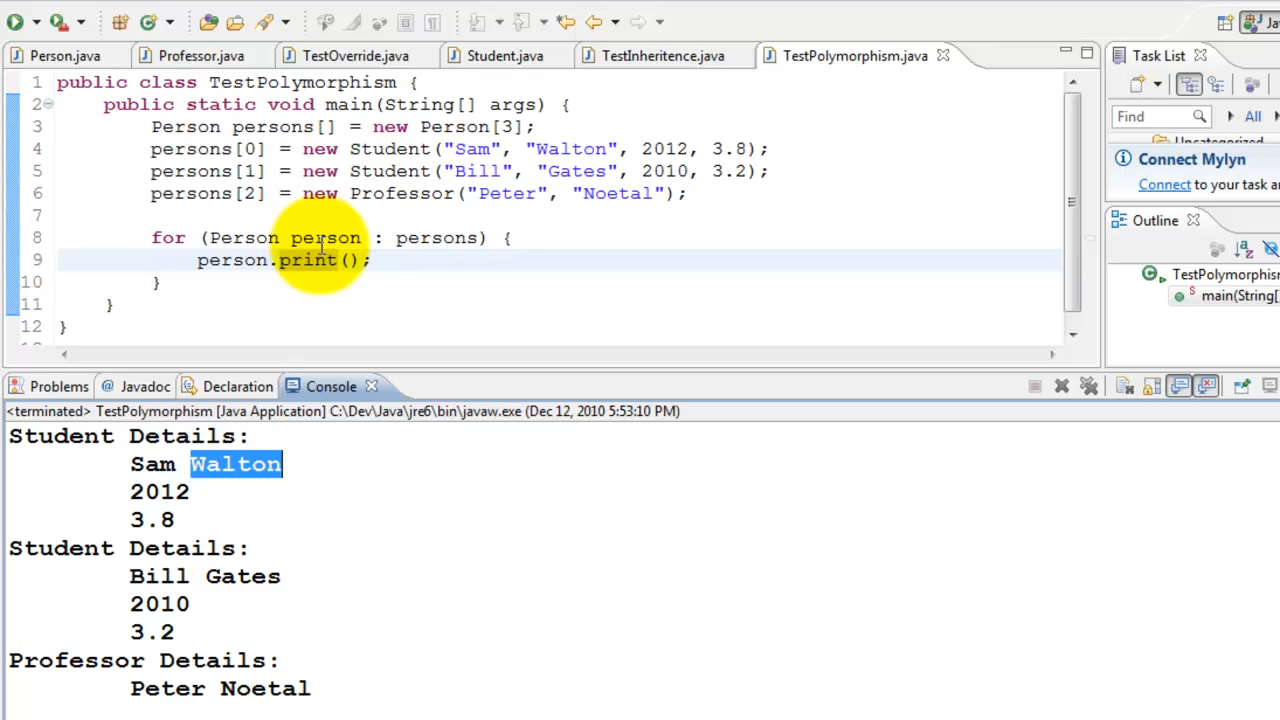 Ja
Person.java Professor.java TestOverride.java Student.java TestInheritence.java TestPolymorphism.java Task List
1 public class TestPolymorphism {
2 public static void main(String[] args) {
3 Person persons[] = new Person[3];
4 persons[0] = new Student("Sam", "Walton", 2012, 3.8);
5 persons[1] = new Student("Bill", "Gates", 2010, 3.2);
6 persons[2] = new Professor("Peter", "Noetal");
7
8 for (Person person : persons) {
9 person.print();
10 }
11 }
12 }
Find All
Uncategorized
Connect Mylyn
Connect to your task a
Outline
TestPolymorphism
S main(String[]
Problems @ Javadoc Declaration Console
<terminated> TestPolymorphism [Java Application] C:\Dev\Java\jre6\bin\javaw.exe (Dec 12, 2010 5:53:10 PM)
Student Details:
Sam Walton
2012
3.8
Student Details:
Bill Gates
2010
3.2
Professor Details:
Peter Noetal